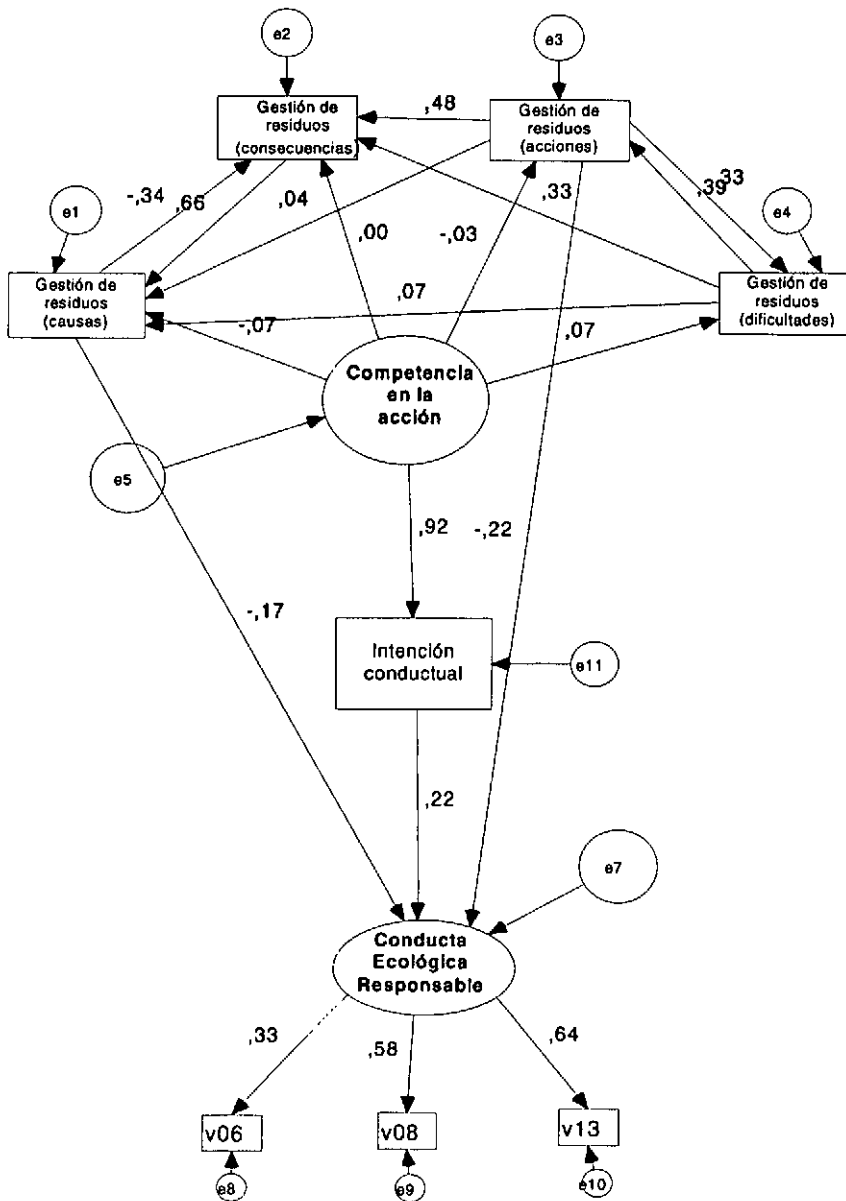 e2
e3
Gestión de
residuos
(consecuencias)
,48
Gestión de
residuos
(acciones)
-,34
,66
,04
,33
,39
,33
e1
,00
-,03
e4
Gestión de
residuos
(causas)
,07
Gestión de
residuos
(dificultades)
-,07
,07
Competencia
en la
acción
e5
,92
-,22
-,17
Intención
conductual
e11
,22
e7
Conducta
Ecológica
Responsable
,33
,58
,64
v06
v08
v13
e8
e9
e10